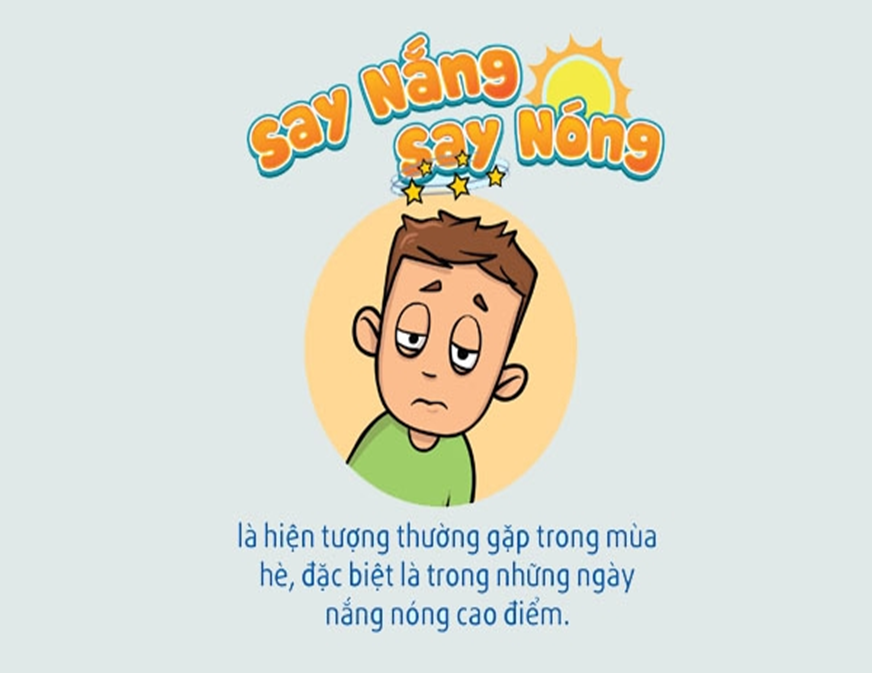 Say Nắng
Say Nóng
là hiện tượng thường gặp trong mùa
hè, đặc biệt là trong những ngày
nắng nóng cao điểm.